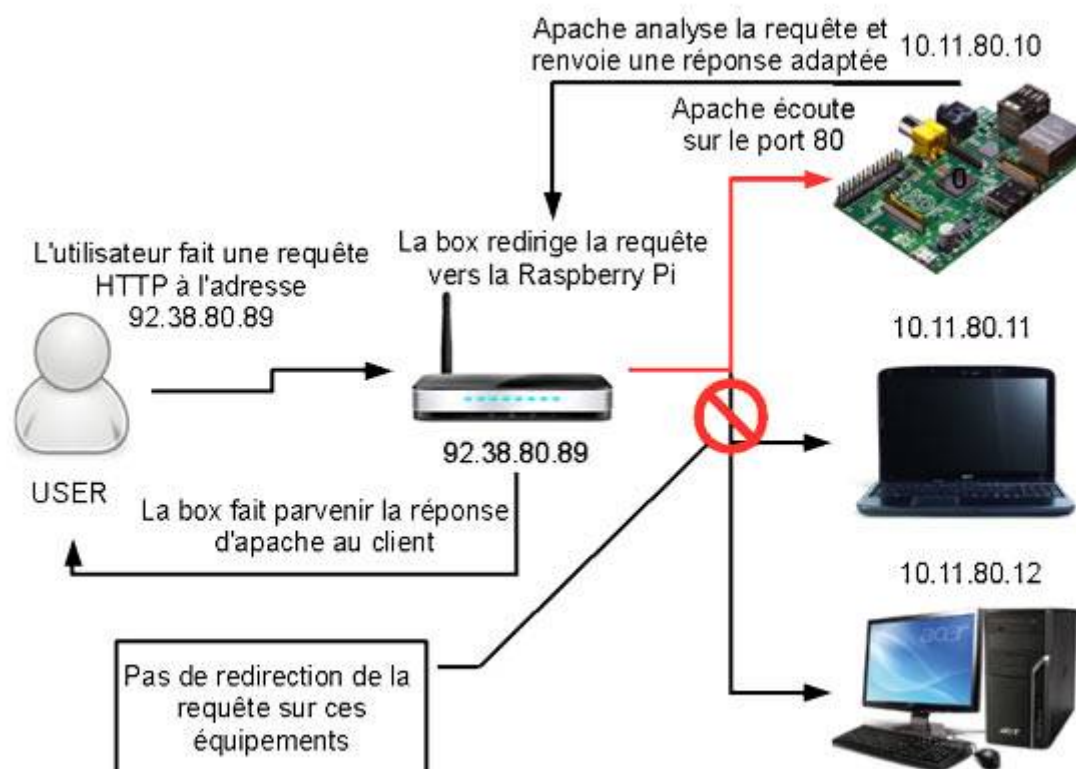 Apache analyse la requête et
renvoie une réponse adaptée
10.11.80.10
Apache écoute
sur le port 80
0
La box redirige la requête
vers la Raspberry Pi
L'utilisateur fait une requête
HTTP à l'adresse
92.38.80.89
10.11.80.11
92.38.80.89
USER
La box fait parvenir la réponse
d'apache au client
10.11.80.12
acer
Pas de redirection de la
requête sur ces
équipements